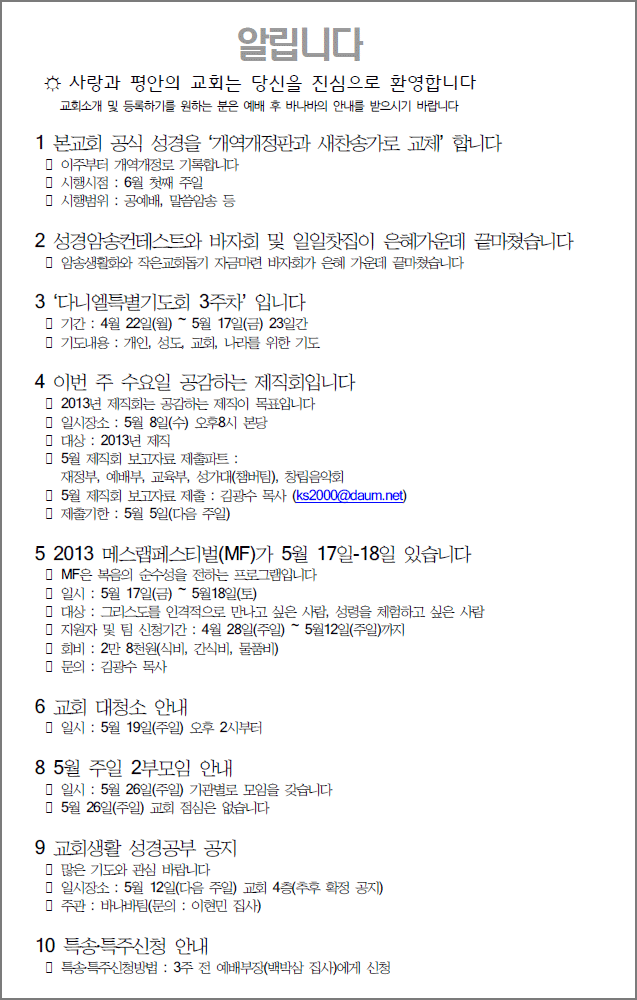 알립니다
☼ 사랑과 평안의 교회는 당신을 진심으로 환영합니다
교회소개 및 등록하기를 원하는 분은 예배 후 바나바의 안내를 받으시기 바랍니다
1 본교회 공식 성경을 ‘개역개정판과 새찬송가로 교체’ 합니다
▯ 이주부터 개역개정로 기록합니다
▯ 시행시점 : 6월 첫째 주일
▯ 시행범위 : 공예배, 말씀암송 등
2 성경암송컨테스트와 바자회 및 일일찻집이 은혜가운데 끝마쳤습니다
▯ 암송생활화와 작은교회돕기 자금마련 바자회가 은혜 가운데 끝마쳤습니다
3 ‘다니엘특별기도회 3주차’ 입니다
▯ 기간 : 4월 22일(월) ~ 5월 17일(금) 23일간
▯ 기도내용 : 개인, 성도, 교회, 나라를 위한 기도
4 이번 주 수요일 공감하는 제직회입니다
▯ 2013년 제직회는 공감하는 제직이 목표입니다
▯ 일시장소 : 5월 8일(수) 오후8시 본당
▯ 대상 : 2013년 제직
▯ 5월 제직회 보고자료 제출파트 :
재정부, 예배부, 교육부, 성가대(챔버팀), 창립음악회
▯ 5월 제직회 보고자료 제출 : 김광수 목사 (ks2000@daum.net)
▯ 제출기한 : 5월 5일(다음 주일)
5 2013 메스랩페스티벌(MF)가 5월 17일-18일 있습니다
▯ MF은 복음의 순수성을 전하는 프로그램입니다
▯ 일시 : 5월 17일(금) ~ 5월18일(토)
▯ 대상 : 그리스도를 인격적으로 만나고 싶은 사람, 성령을 체험하고 싶은 사람
▯ 지원자 및 팀 신청기간 : 4월 28일(주일) ~ 5월12일(주일)까지
▯ 회비 : 2만 8천원(식비, 간식비, 물품비)
▯ 문의 : 김광수 목사
6 교회 대청소 안내
▯ 일시 : 5월 19일(주일) 오후 2시부터
8 5월 주일 2부모임 안내
▯ 일시 : 5월 26일(주일) 기관별로 모임을 갖습니다
▯ 5월 26일(주일) 교회 점심은 없습니다
9 교회생활 성경공부 공지
▯ 많은 기도와 관심 바랍니다
▯ 일시장소 : 5월 12일(다음 주일) 교회 4층(추후 확정 공지)
▯ 주관 : 바나바팀(문의 : 이현민 집사)
10 특송·특주신청 안내
▯ 특송·특주신청방법 : 3주 전 예배부장(백박삼 집사)에게 신청